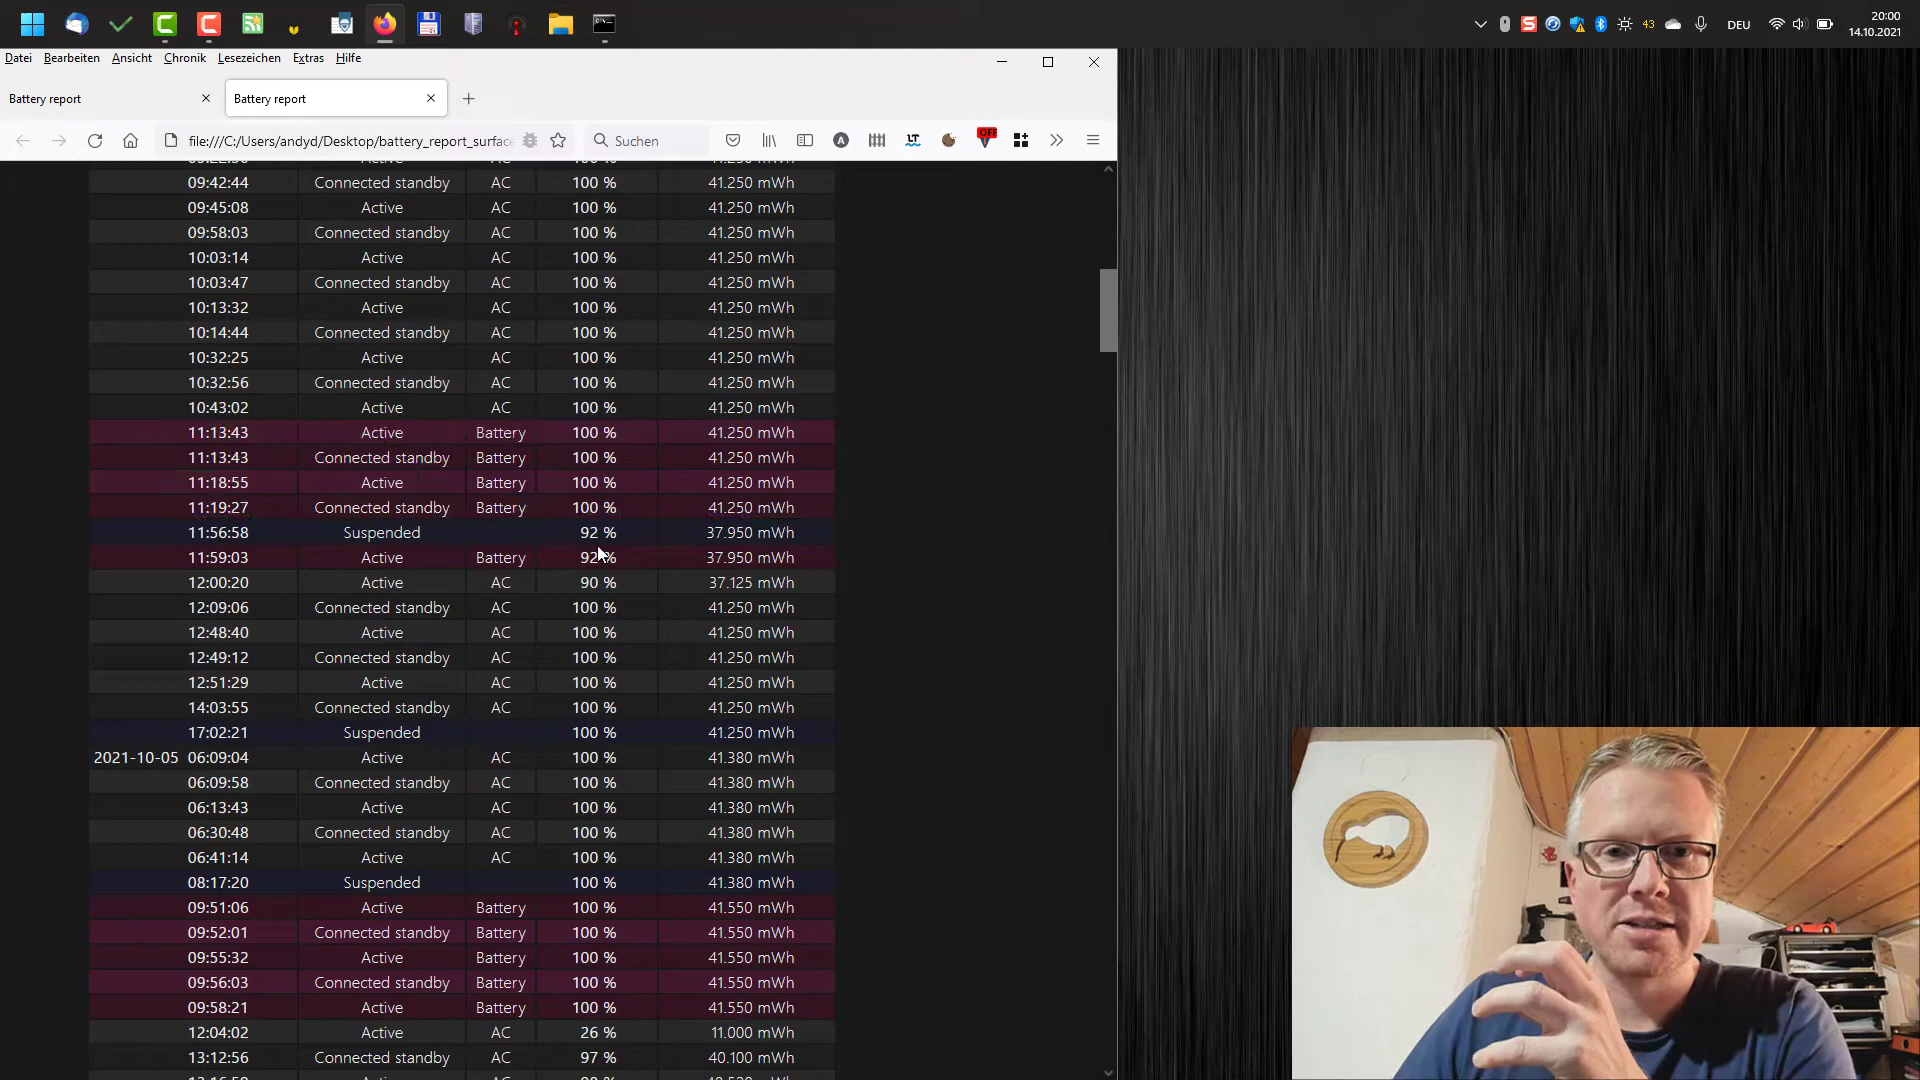 43
DEU
20:00
14.10.2021
Datei Bearbeiten Ansicht Chronik Lesezeichen Extras Hilfe
Battery report
Battery report
file:///C:/Users/andyd/Desktop/battery_report_surface
Suchen
OFF
09:42:44 Connected standby AC 100 % 41.250 mWh
09:45:08 Active AC 100 % 41.250 mWh
09:58:03 Connected standby AC 100 % 41.250 mWh
10:03:14 Active AC 100 % 41.250 mWh
10:03:47 Connected standby AC 100 % 41.250 mWh
10:13:32 Active AC 100 % 41.250 mWh
10:14:44 Connected standby AC 100 % 41.250 mWh
10:32:25 Active AC 100 % 41.250 mWh
10:32:56 Connected standby AC 100 % 41.250 mWh
10:43:02 Active AC 100 % 41.250 mWh
11:13:43 Active Battery 100 % 41.250 mWh
11:13:43 Connected standby Battery 100 % 41.250 mWh
11:18:55 Active Battery 100 % 41.250 mWh
11:19:27 Connected standby Battery 100 % 41.250 mWh
11:56:58 Suspended 92 % 37.950 mWh
11:59:03 Active Battery 92 % 37.950 mWh
12:00:20 Active AC 90 % 37.125 mWh
12:09:06 Connected standby AC 100 % 41.250 mWh
12:48:40 Active AC 100 % 41.250 mWh
12:49:12 Connected standby AC 100 % 41.250 mWh
12:51:29 Active AC 100 % 41.250 mWh
14:03:55 Connected standby AC 100 % 41.250 mWh
17:02:21 Suspended 100 % 41.250 mWh
2021-10-05 06:09:04 Active AC 100 % 41.380 mWh
06:09:58 Connected standby AC 100 % 41.380 mWh
06:13:43 Active AC 100 % 41.380 mWh
06:30:48 Connected standby AC 100 % 41.380 mWh
06:41:14 Active AC 100 % 41.380 mWh
08:17:20 Suspended 100 % 41.380 mWh
09:51:06 Active Battery 100 % 41.550 mWh
09:52:01 Connected standby Battery 100 % 41.550 mWh
09:55:32 Active Battery 100 % 41.550 mWh
09:56:03 Connected standby Battery 100 % 41.550 mWh
09:58:21 Active Battery 100 % 41.550 mWh
12:04:02 Active AC 26 % 11.000 mWh
13:12:56 Connected standby AC 97 % 40.100 mWh